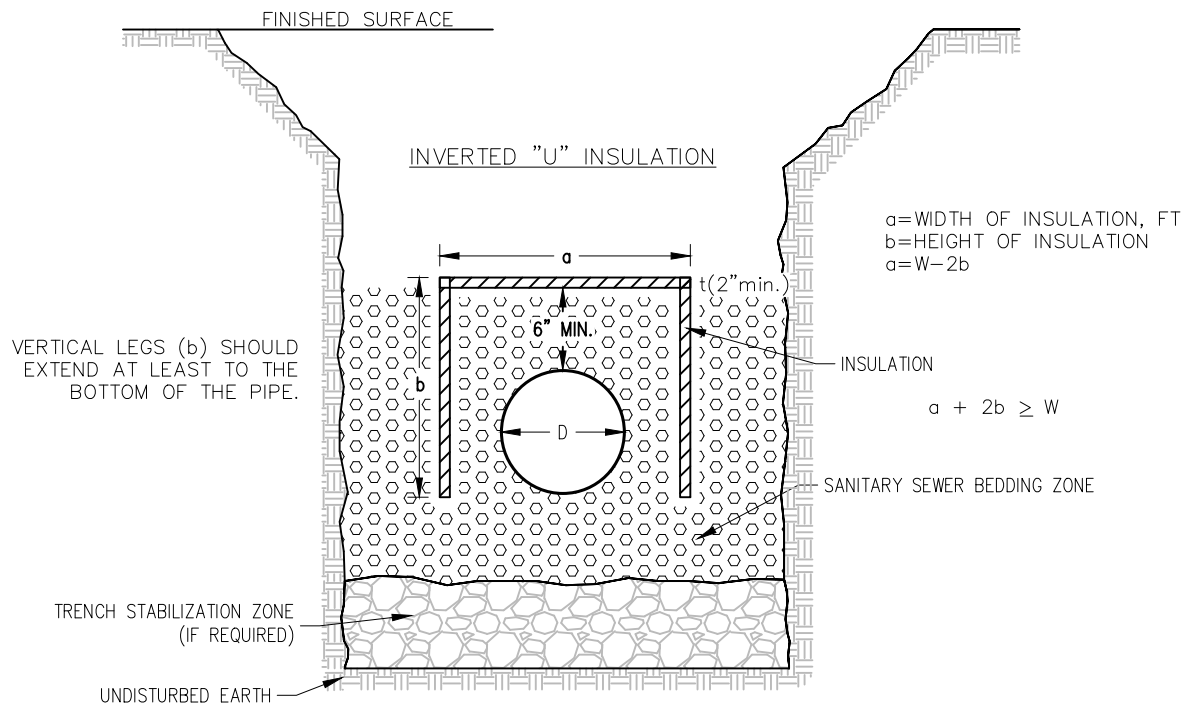 FINISHED SURFACE
INVERTED "U" INSULATION
a=WIDTH OF INSULATION, FT
b=HEIGHT OF INSULATION
a=W-2b
a
t(2"min.)
6" MIN.
VERTICAL LEGS (b) SHOULD
EXTEND AT LEAST TO THE
BOTTOM OF THE PIPE.
INSULATION
b
a + 2b ≥ W
D
SANITARY SEWER BEDDING ZONE
TRENCH STABILIZATION ZONE
(IF REQUIRED)
UNDISTURBED EARTH